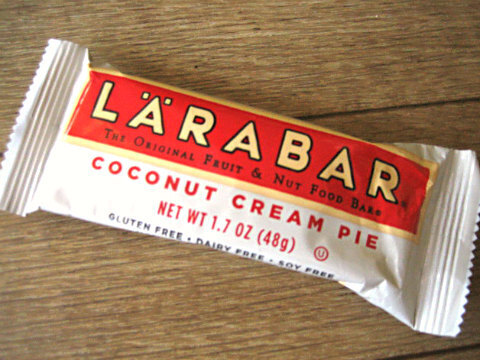 LÄRABAR®
The Original Fruit & Nut Food Bar®
COCONUT CREAM PIE
NET WT 1.7 OZ (48g)
U
GLUTEN FREE • DAIRY FREE • SOY FREE